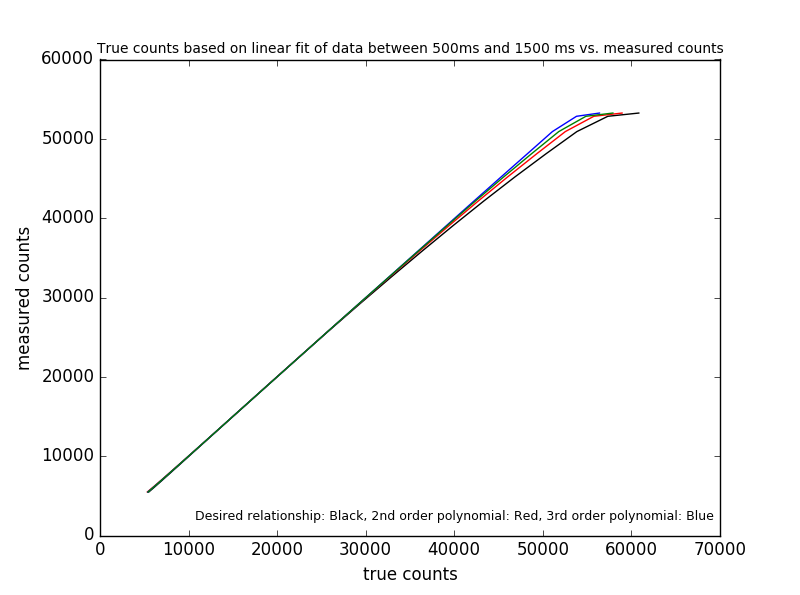 True counts based on linear fit of data between 500ms and 1500 ms vs. measured counts
60000
50000
40000
30000
20000
10000
0
measured counts
Desired relationship: Black, 2nd order polynomial: Red, 3rd order polynomial: Blue
0 10000 20000 30000 40000 50000 60000 70000
true counts